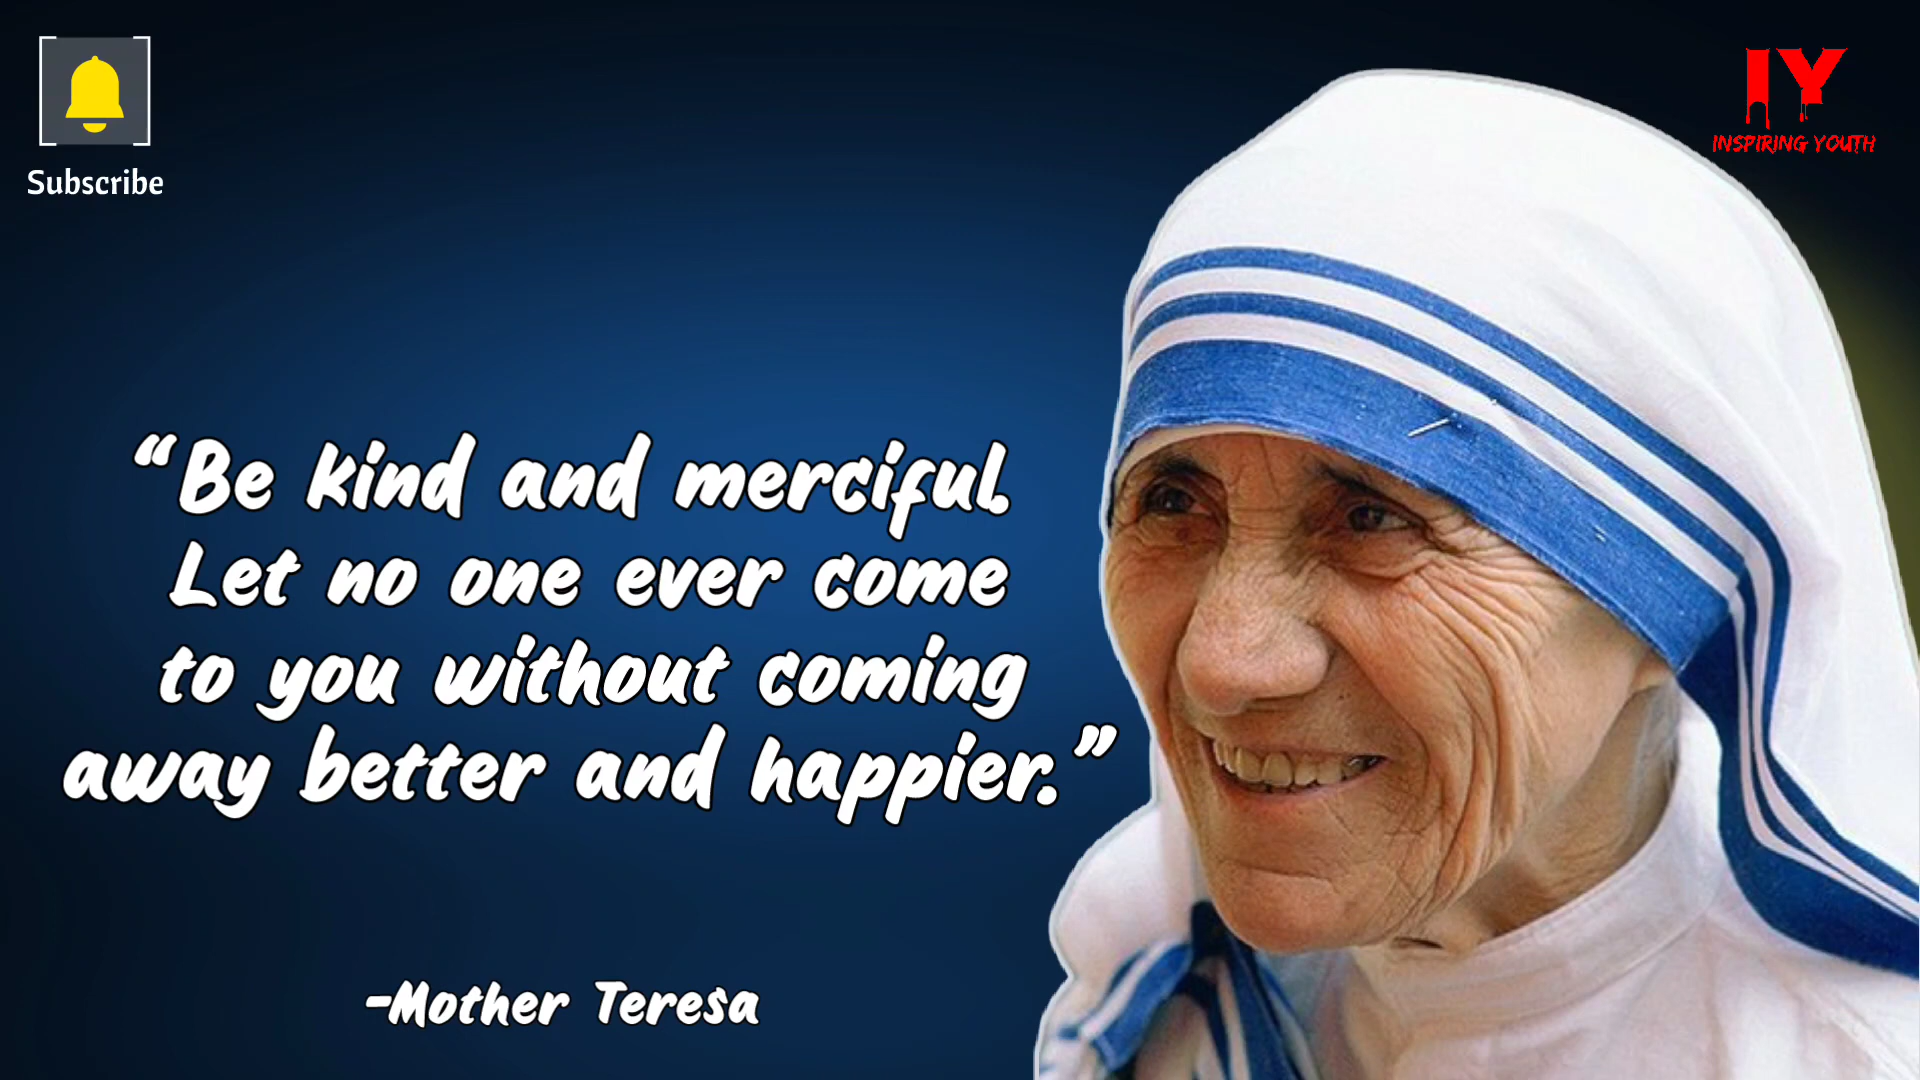 Subscribe
IY
INSPIRING YOUTH
“Be kind and merciful.
Let no one ever come
to you without coming
away better and happier.”
-Mother Teresa